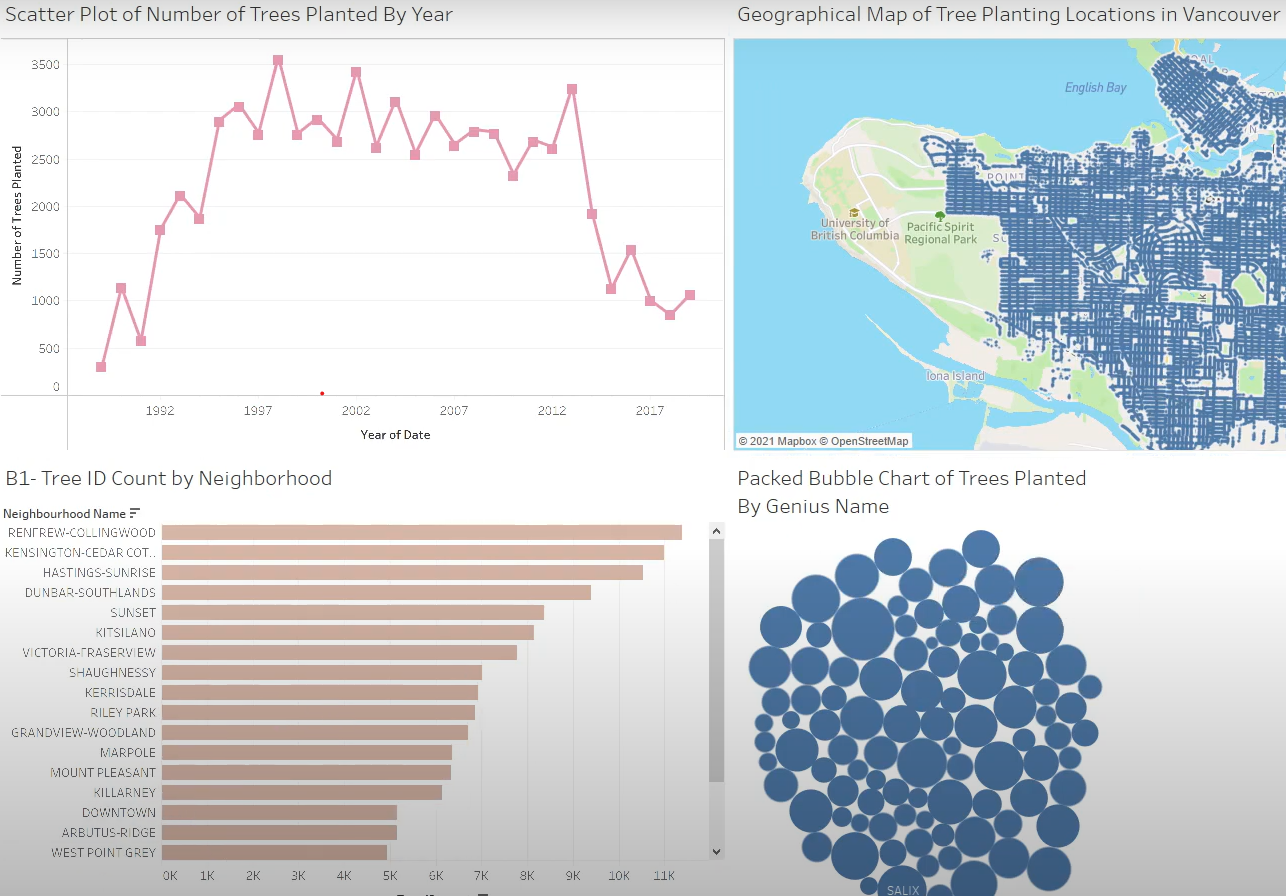 Scatter Plot of Number of Trees Planted By Year
3500
3000
2500
2000
1500
1000
500
0
Number of Trees Planted
1992 1997 2002 2007 2012 2017
Year of Date
Geographical Map of Tree Planting Locations in Vancouver
English Bay
POINT
University of
British Columbia
Pacific Spirit
Regional Park
Iona Island
© 2021 Mapbox © OpenStreetMap
B1- Tree ID Count by Neighborhood
Neighbourhood Name
RENFREW-COLLINGWOOD
KENSINGTON-CEDAR COT..
HASTINGS-SUNRISE
DUNBAR-SOUTHLANDS
SUNSET
KITSILANO
VICTORIA-FRASERVIEW
SHAUGHNESSY
KERRISDALE
RILEY PARK
GRANDVIEW-WOODLAND
MARPOLE
MOUNT PLEASANT
KILLARNEY
DOWNTOWN
ARBUTUS-RIDGE
WEST POINT GREY
0K 1K 2K 3K 4K 5K 6K 7K 8K 9K 10K 11K
Packed Bubble Chart of Trees Planted
By Genius Name
SALIX